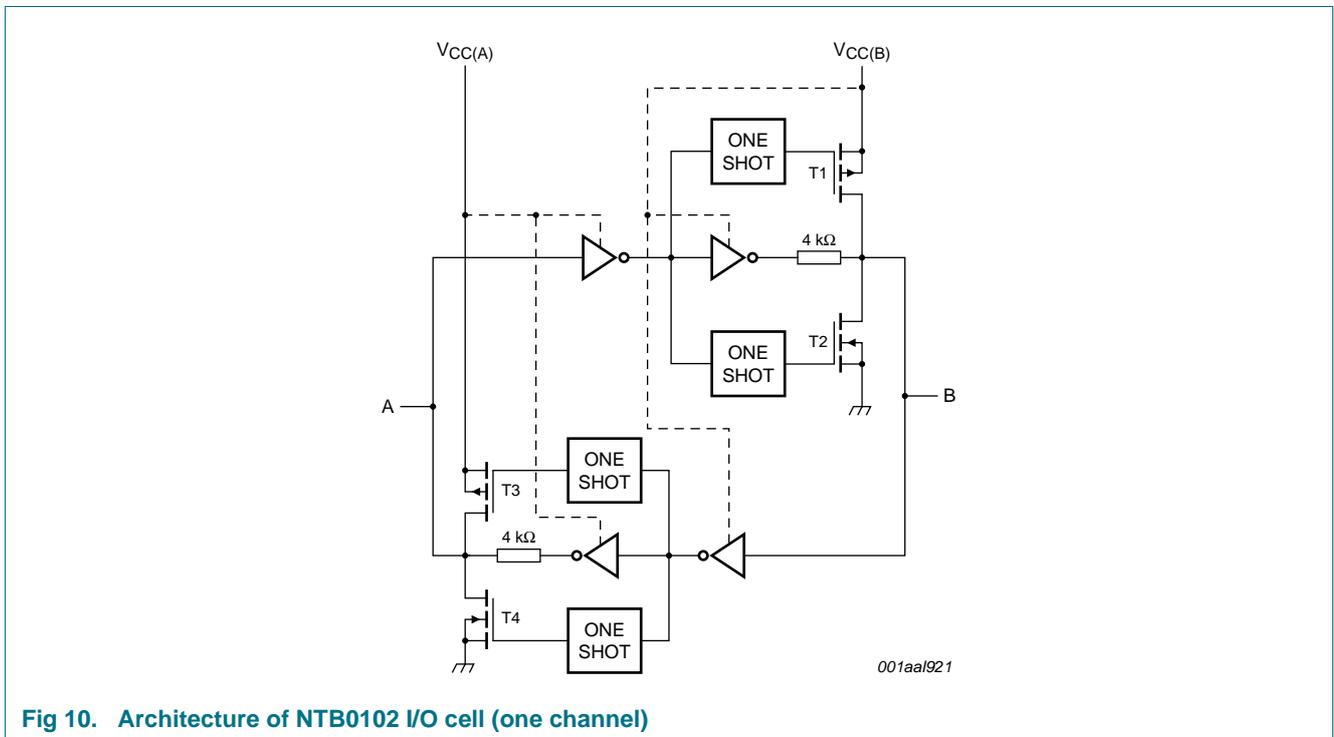 VCC(A)
VCC(B)
ONE
SHOT
T1
4 kΩ
ONE
SHOT
T2
A
B
ONE
SHOT
T3
4 kΩ
T4
ONE
SHOT
001aal921
Fig 10. Architecture of NTB0102 I/O cell (one channel)